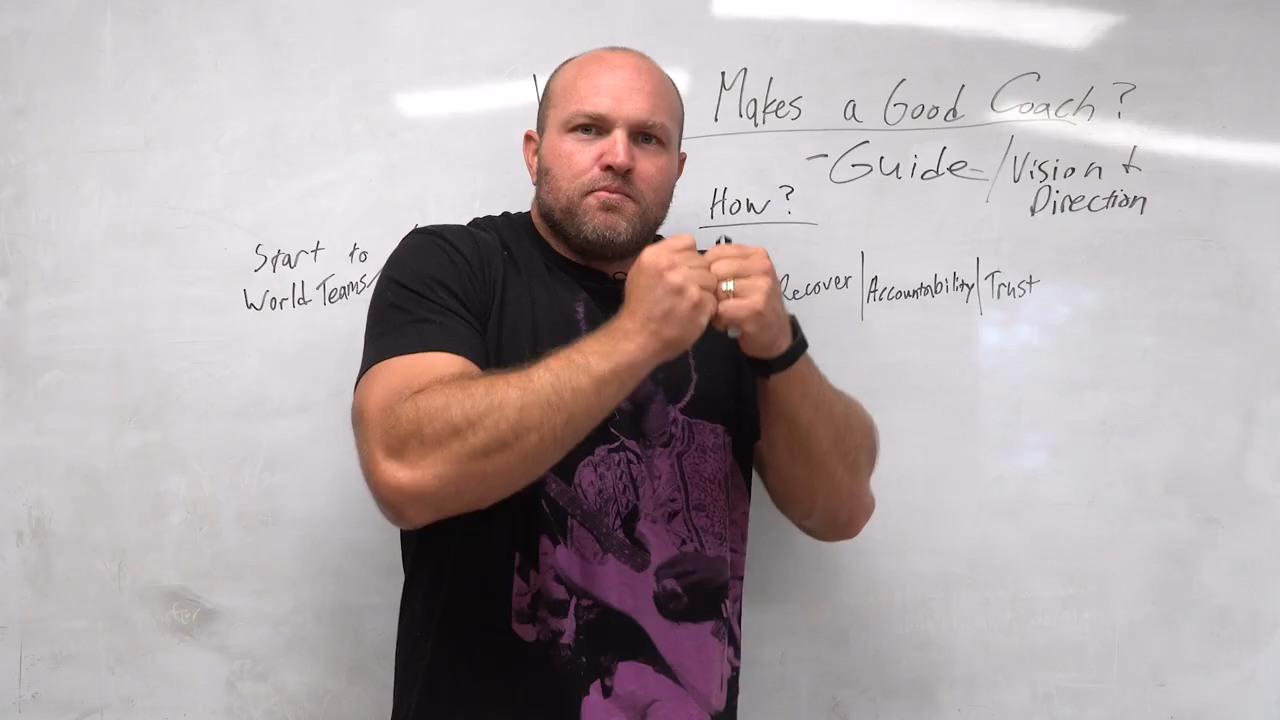 Makes a Good Coach?
- Guide / Vision +
Direction
How?
Start to
World Teams
Recover | Accountability | Trust